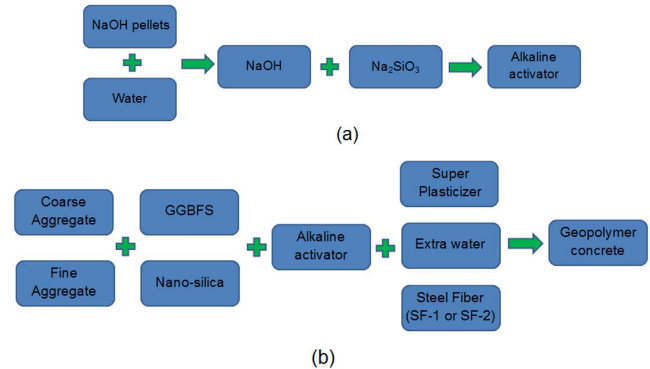 NaOH pellets
Water
NaOH
Na₂SiO₃
Alkaline
activator
(a)
Coarse
Aggregate
Fine
Aggregate
GGBFS
Nano-silica
Alkaline
activator
Super
Plasticizer
Extra water
Steel Fiber
(SF-1 or SF-2)
Geopolymer
concrete
(b)